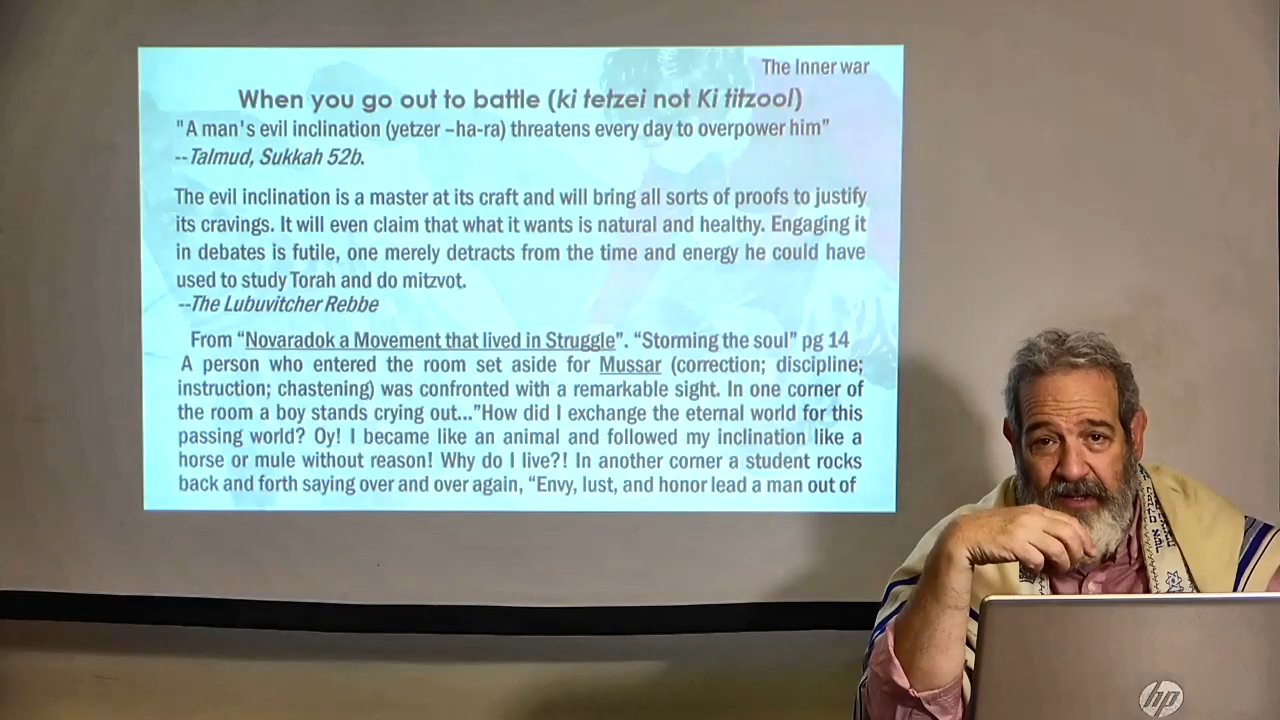 The Inner war
When you go out to battle (ki tetzei not Ki titzool)
"A man's evil inclination (yetzer –ha-ra) threatens every day to overpower him”
--Talmud, Sukkah 52b.
The evil inclination is a master at its craft and will bring all sorts of proofs to justify
its cravings. It will even claim that what it wants is natural and healthy. Engaging it
in debates is futile, one merely detracts from the time and energy he could have
used to study Torah and do mitzvot.
--The Lubuvitcher Rebbe
From “Novaradok a Movement that lived in Struggle”. “Storming the soul” pg 14
A person who entered the room set aside for Mussar (correction; discipline;
instruction; chastening) was confronted with a remarkable sight. In one corner of
the room a boy stands crying out...”How did I exchange the eternal world for this
passing world? Oy! I became like an animal and followed my inclination like a
horse or mule without reason! Why do I live?! In another corner a student rocks
back and forth saying over and over again, “Envy, lust, and honor lead a man out of
hp